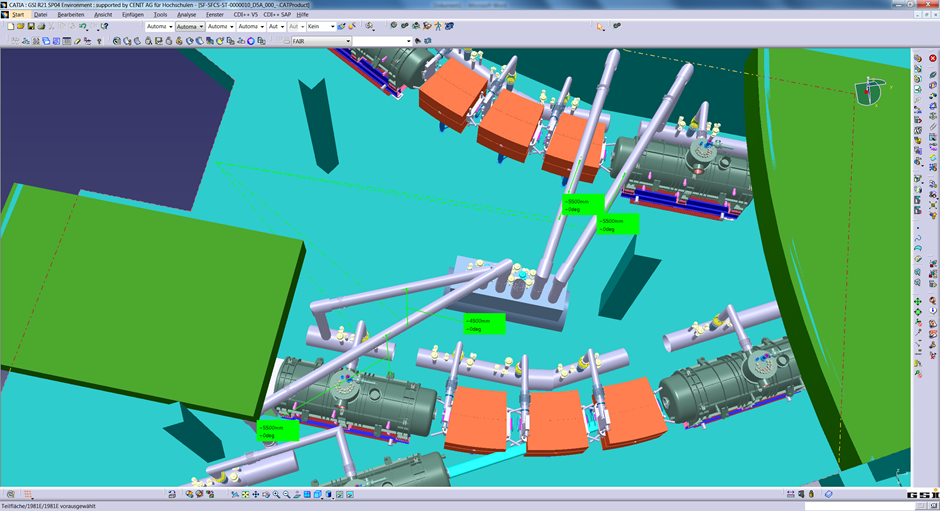 CATIA : GSI R21 SP04 Environment : supported by CENIT AG für Hochschulen - [SF-SFCS-ST-0000010_D5A_000_-.CATProduct]
Start Datei Bearbeiten Ansicht Einfügen Tools Analyse Fenster CDI++ V5 CDI++ SAP Hilfe
Automa Automa Automa Automa Aut Kein
FAIR
~5500mm
~0deg
~5500mm
~0deg
~4500mm
~0deg
~5500mm
~0deg
GSI
Teilfläche/1981E/1981E vorausgewählt